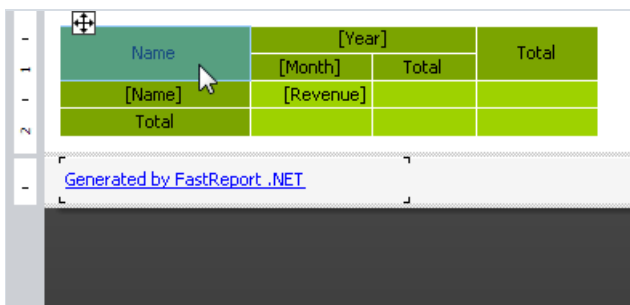 Name [Year] Total
[Month] Total
[Name] [Revenue]
Total
Generated by FastReport .NET
1
2